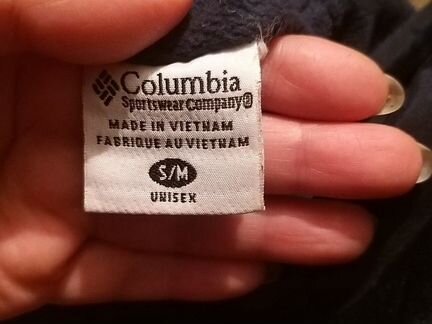 Columbia
Sportswear Company®
MADE IN VIETNAM
FABRIQUE AU VIETNAM
S/M
UNISEX